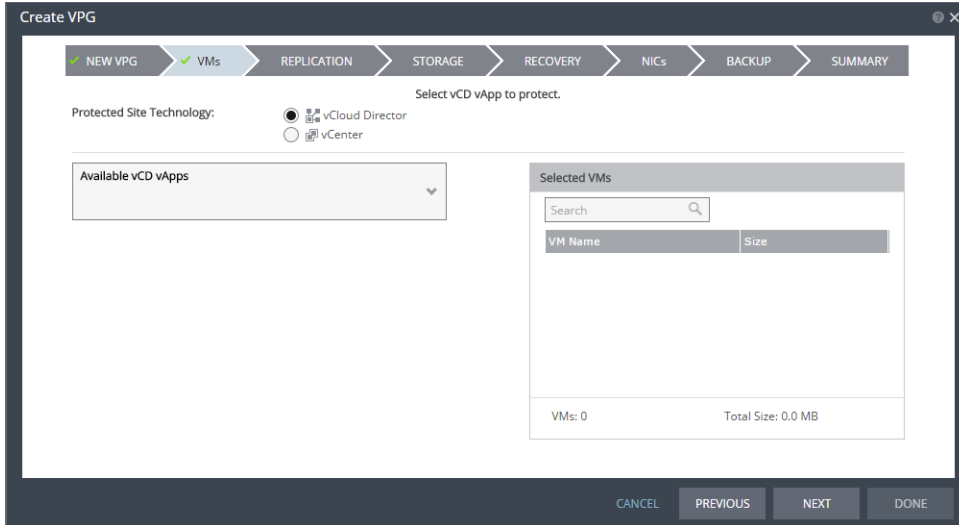 Create VPG
NEW VPG
VMs
REPLICATION
STORAGE
RECOVERY
NICs
BACKUP
SUMMARY
Select vCD vApp to protect.
Protected Site Technology:
vCloud Director
vCenter
Available vCD vApps
Selected VMs
Search
VM Name
Size
VMs: 0
Total Size: 0.0 MB
CANCEL
PREVIOUS
NEXT
DONE